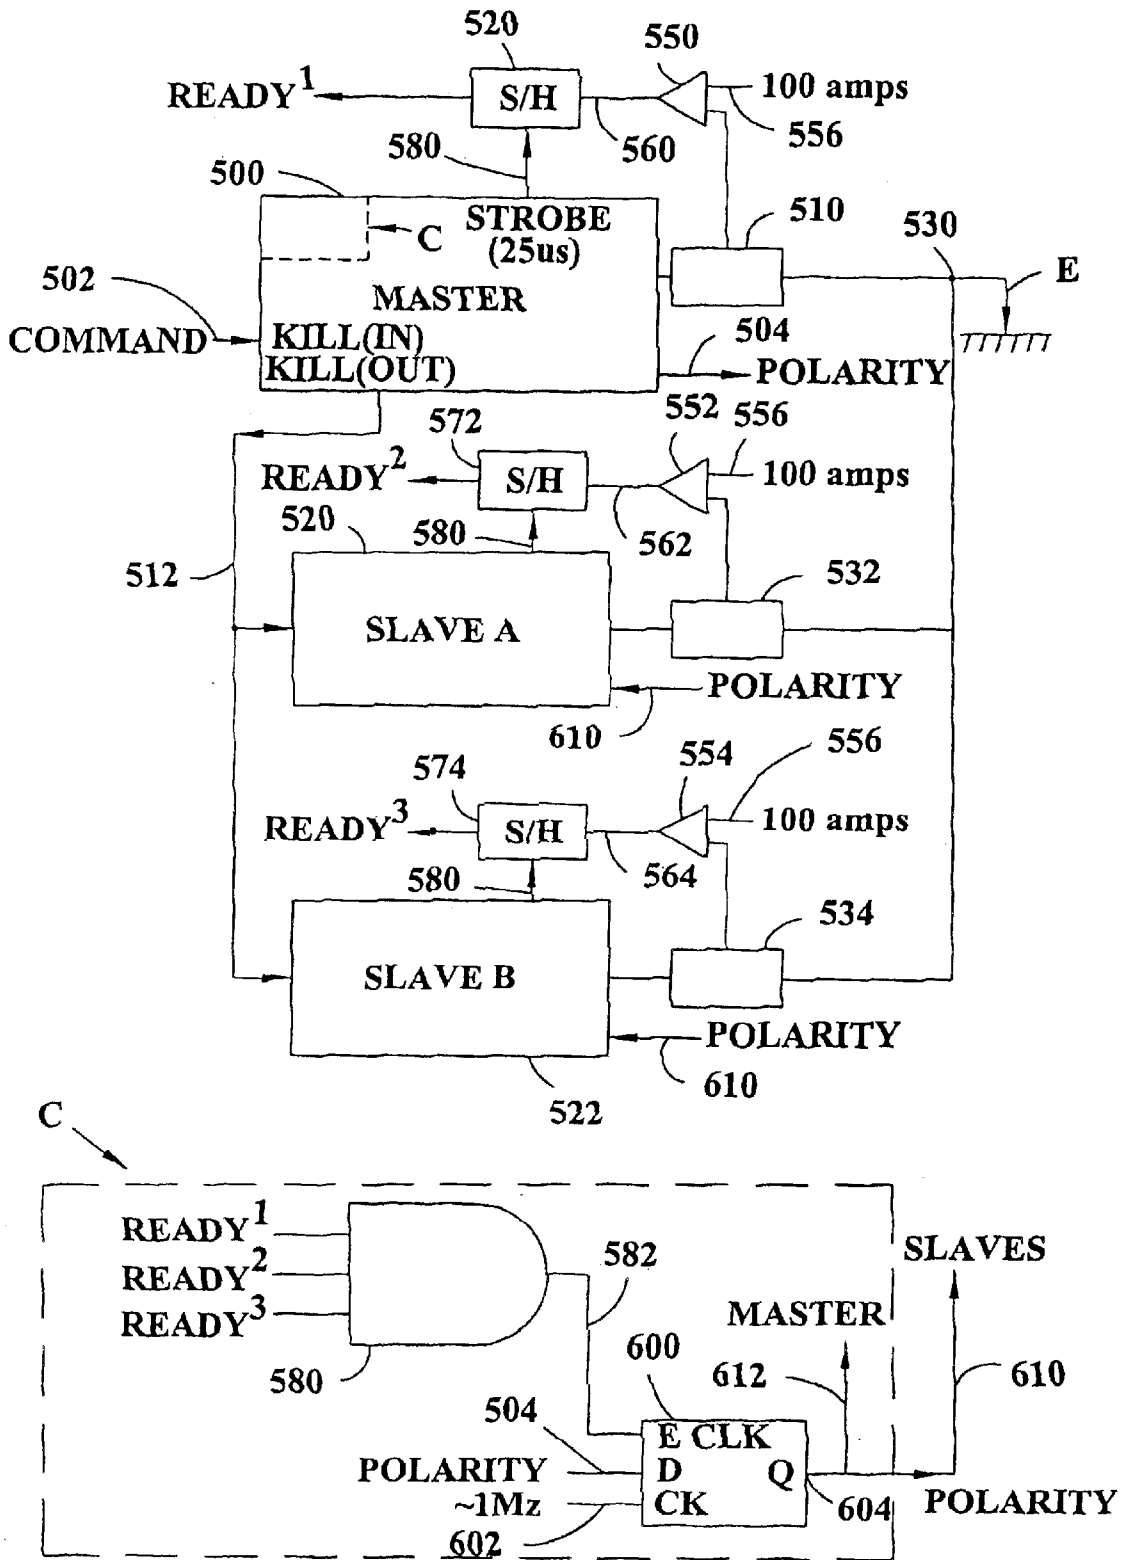 520
550
READY1
S/H
100 amps
580
560
556
500
STROBE
(25us)
C
510
530
E
502
MASTER
COMMAND
KILL(IN)
KILL(OUT)
504
POLARITY
572
552
556
READY2
S/H
100 amps
520
580
562
512
532
SLAVE A
POLARITY
610
574
554
556
READY3
S/H
100 amps
580
564
534
SLAVE B
POLARITY
610
522
C
READY1
READY2
READY3
580
582
SLAVES
MASTER
600
612
610
504
E CLK
POLARITY
D
Q
~1Mz
CK
602
604
POLARITY